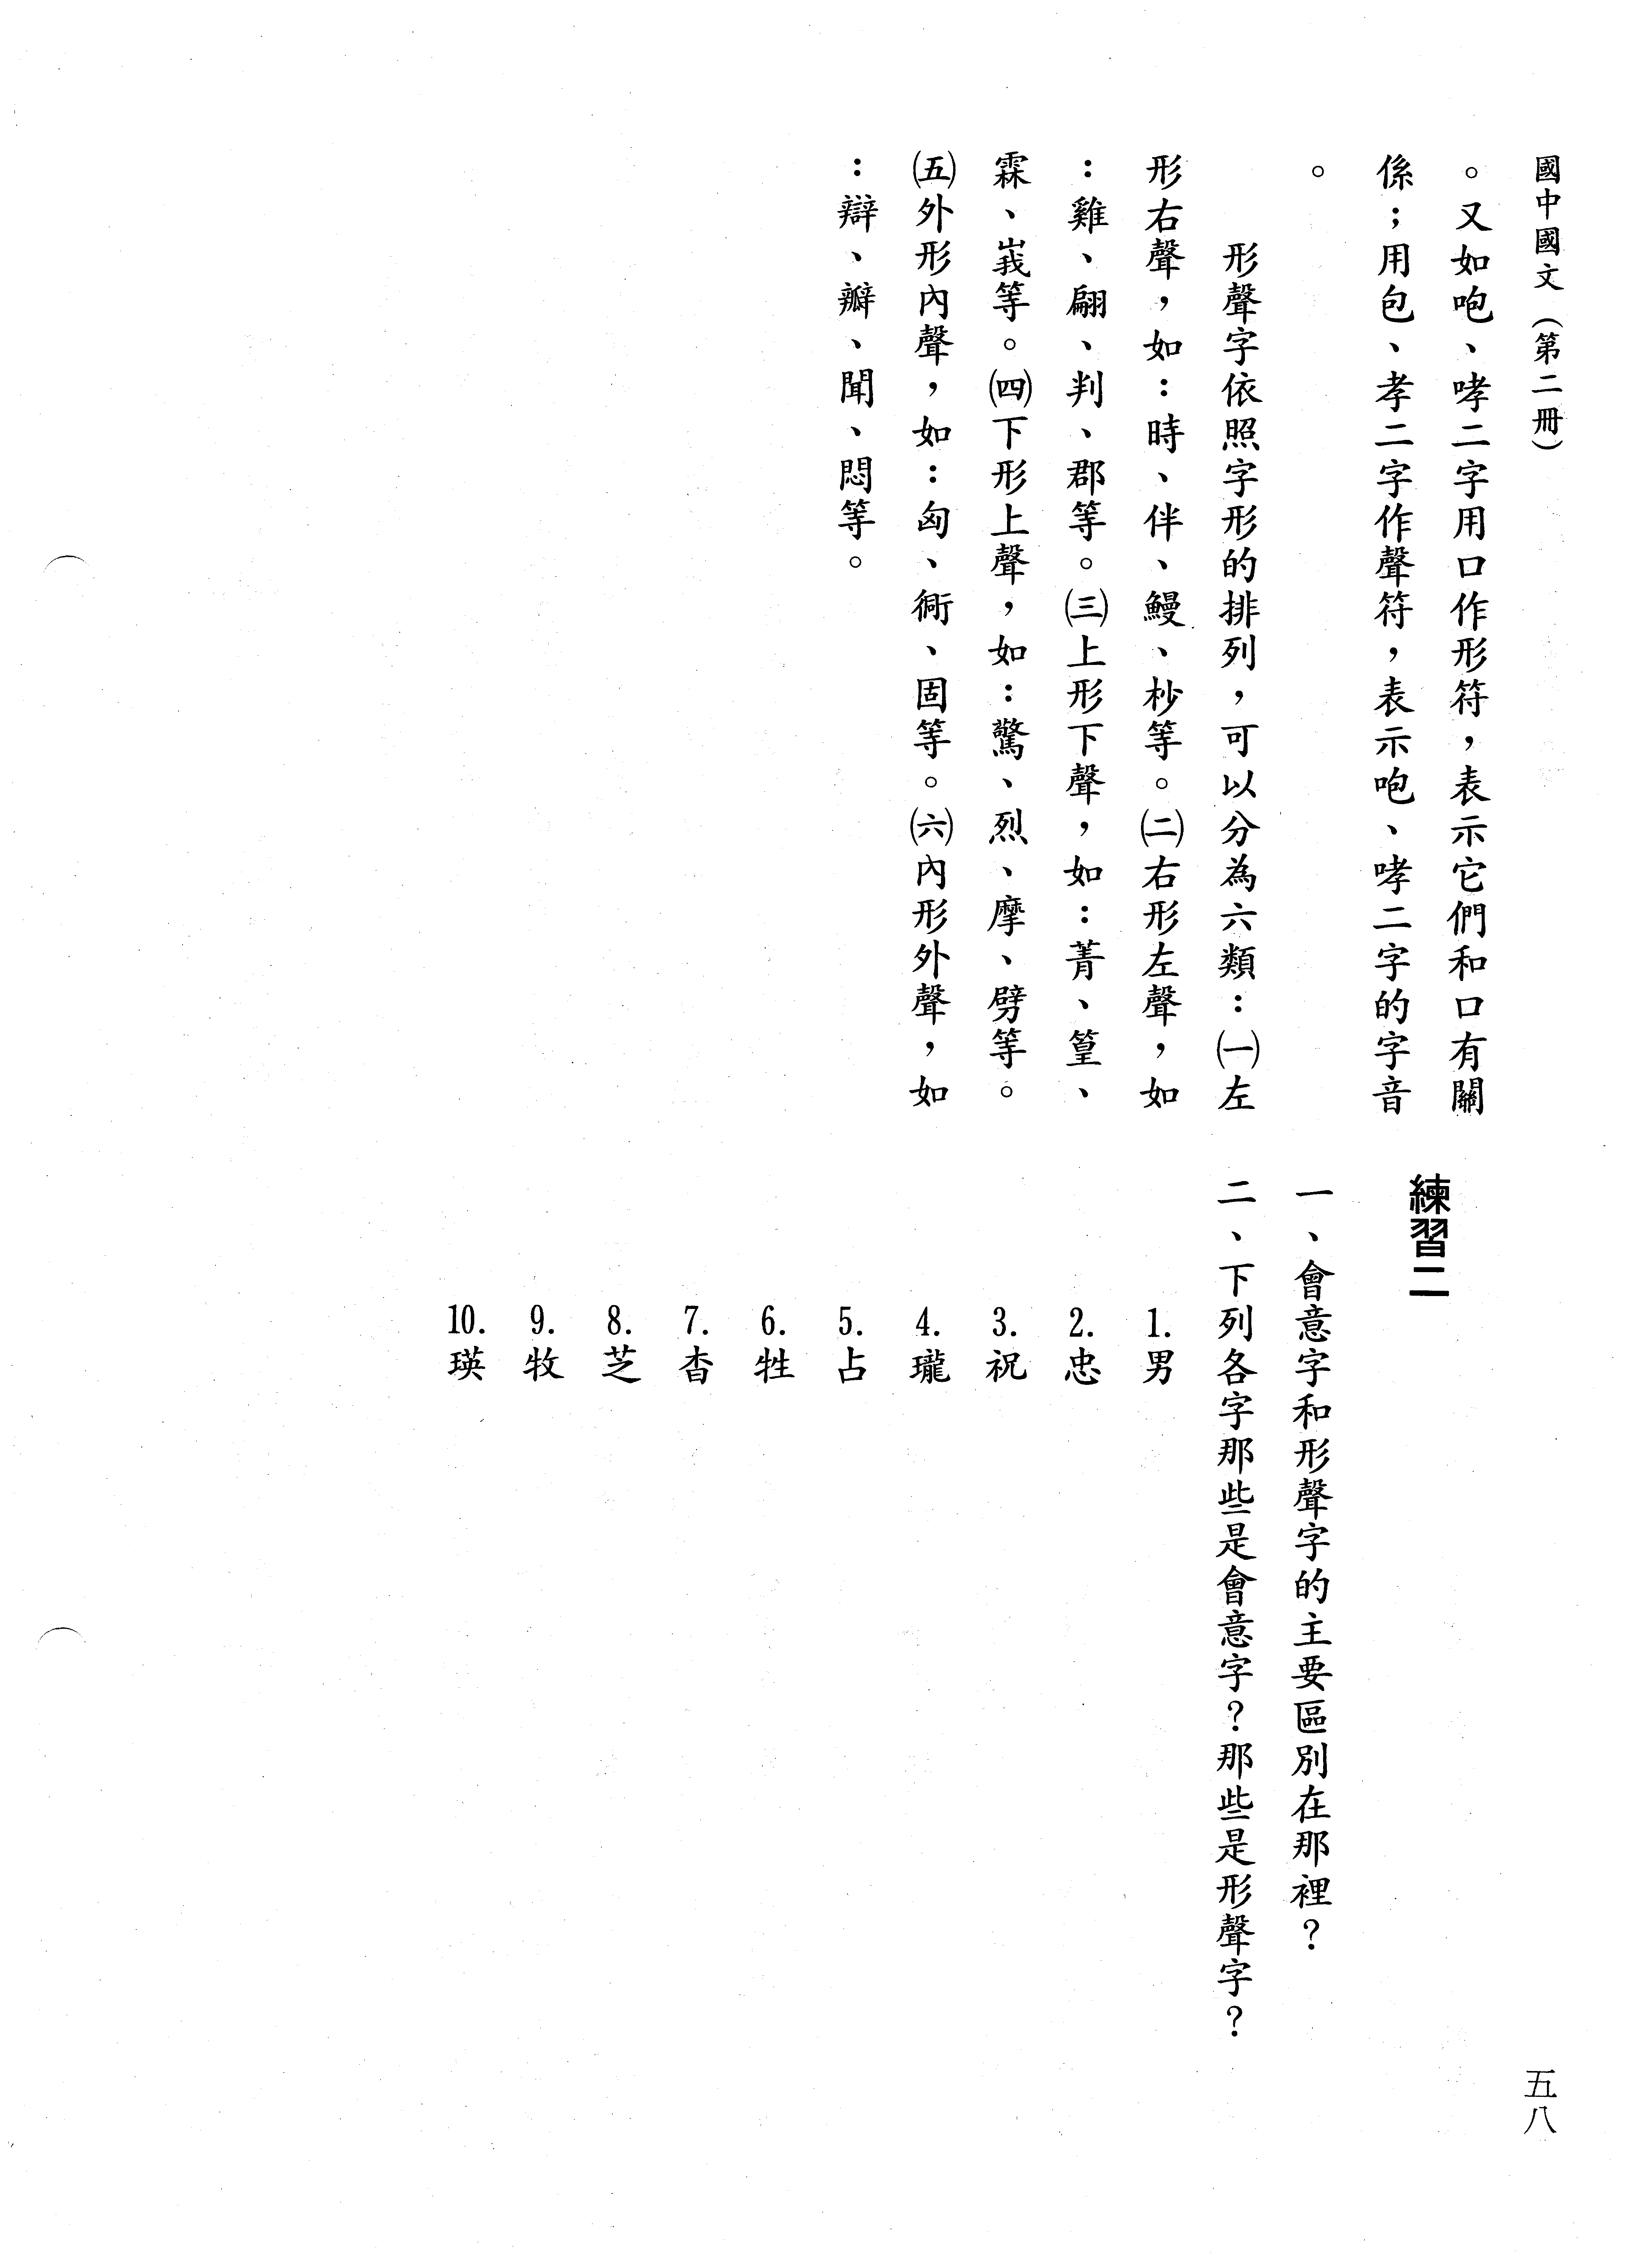 國中國文（第二冊）
。又如咆、哮二字用口作形符，表示它們和口有關
係；用包、孝二字作聲符，表示咆、哮二字的字音
。
形聲字依照字形的排列，可以分為六類：㈠左
形右聲，如：時、伴、鰻、杪等。㈡右形左聲，如
：雞、翩、判、郡等。㈢上形下聲，如：菁、篁、
霖、峩等。㈣下形上聲，如：驚、烈、摩、劈等。
㈤外形內聲，如：匈、衕、固等。㈥內形外聲，如
：辯、瓣、聞、悶等。
練習二
一、會意字和形聲字的主要區別在那裡？
二、下列各字那些是會意字？那些是形聲字？
1.男
2.忠
3.祝
4.瓏
5.占
6.牲
7.杳
8.芝
9.牧
10.瑛
五八